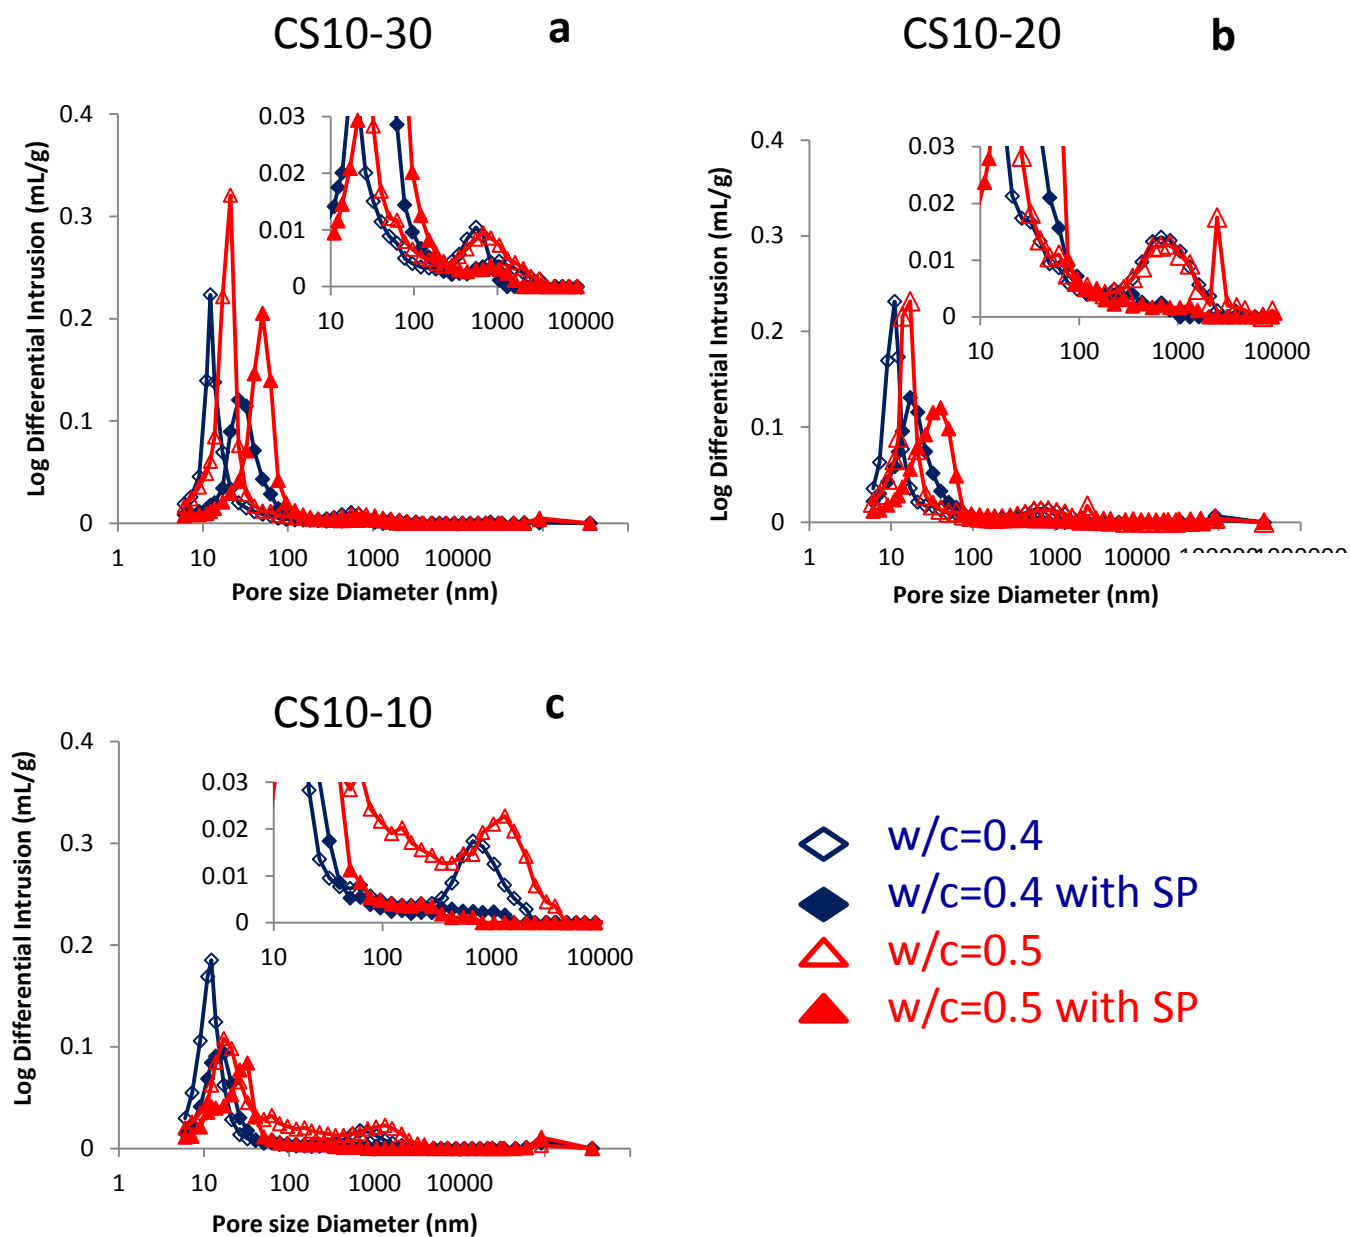 CS10-30 a
0.4
0.3
0.2
0.1
0
Log Differential Intrusion (mL/g)
1 10 100 1000 10000
Pore size Diameter (nm)
0.03
0.02
0.01
0
10 100 1000 10000
CS10-20 b
0.4
0.3
0.2
0.1
0
Log Differential Intrusion (mL/g)
1 10 100 1000 10000
Pore size Diameter (nm)
0.03
0.02
0.01
0
10 100 1000 10000
CS10-10 c
0.4
0.3
0.2
0.1
0
Log Differential Intrusion (mL/g)
1 10 100 1000 10000
Pore size Diameter (nm)
0.03
0.02
0.01
0
10 100 1000 10000
w/c=0.4
w/c=0.4 with SP
w/c=0.5
w/c=0.5 with SP